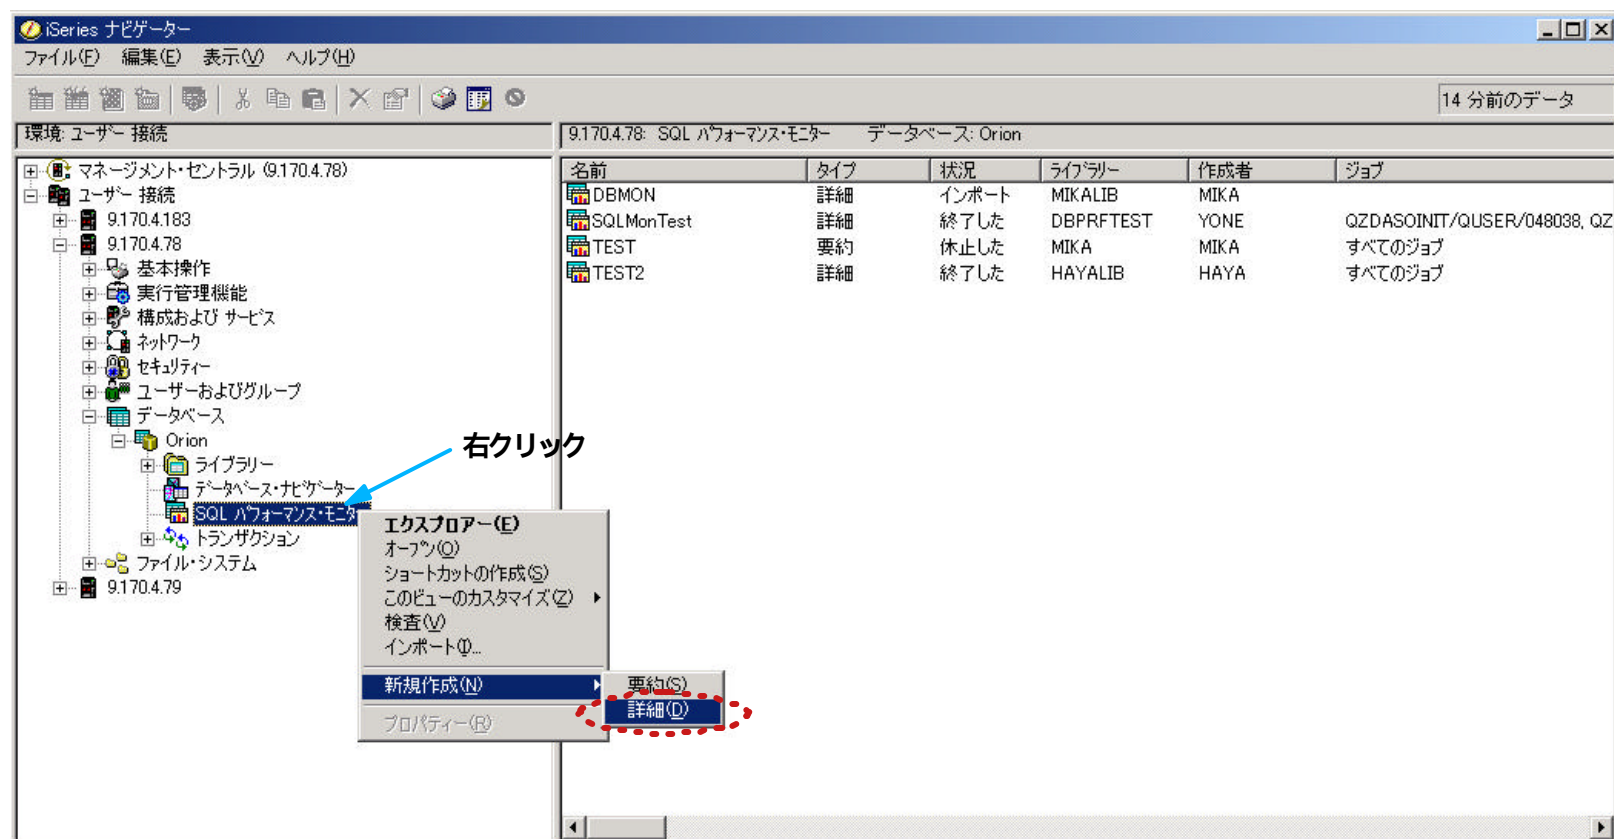 iSeries ナビゲーター
ファイル(F) 編集(E) 表示(V) ヘルプ(H)
14 分前のデータ
環境: ユーザー 接続
9.170.4.78: SQL パフォーマンス・モニター データベース: Orion
マネージメント・セントラル (9.170.4.78)
ユーザー 接続
9.170.4.183
9.170.4.78
基本操作
実行管理機能
構成および サービス
ネットワーク
セキュリティー
ユーザーおよびグループ
データベース
Orion
ライブラリー
データベース・ナビゲーター
SQL パフォーマンス・モニタ
トランザクション
ファイル・システム
9.170.4.79
右クリック
名前 タイプ 状況 ライブラリー 作成者 ジョブ
DBMON 詳細 インポート MIKALIB MIKA
SQLMonTest 詳細 終了した DBPRFTEST YONE QZDASOINIT/QUSER/048038, QZ
TEST 要約 休止した MIKA MIKA すべてのジョブ
TEST2 詳細 終了した HAYALIB HAYA すべてのジョブ
エクスプロアー(E)
オープン(O)
ショートカットの作成(S)
このビューのカスタマイズ(Z)
検査(V)
インポート(I)...
新規作成(N)
プロパティー(R)
要約(S)
詳細(D)